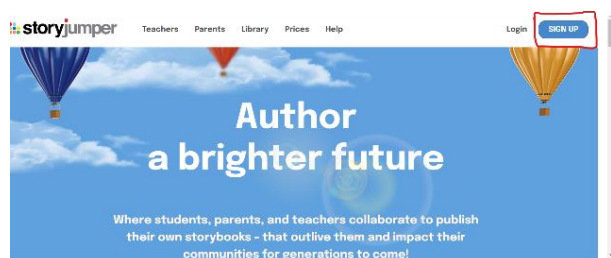 storyjumper Teachers Parents Library Prices Help Login SIGN UP
Author
a brighter future
Where students, parents, and teachers collaborate to publish
their own storybooks – that outlive them and impact their
communities for generations to come!